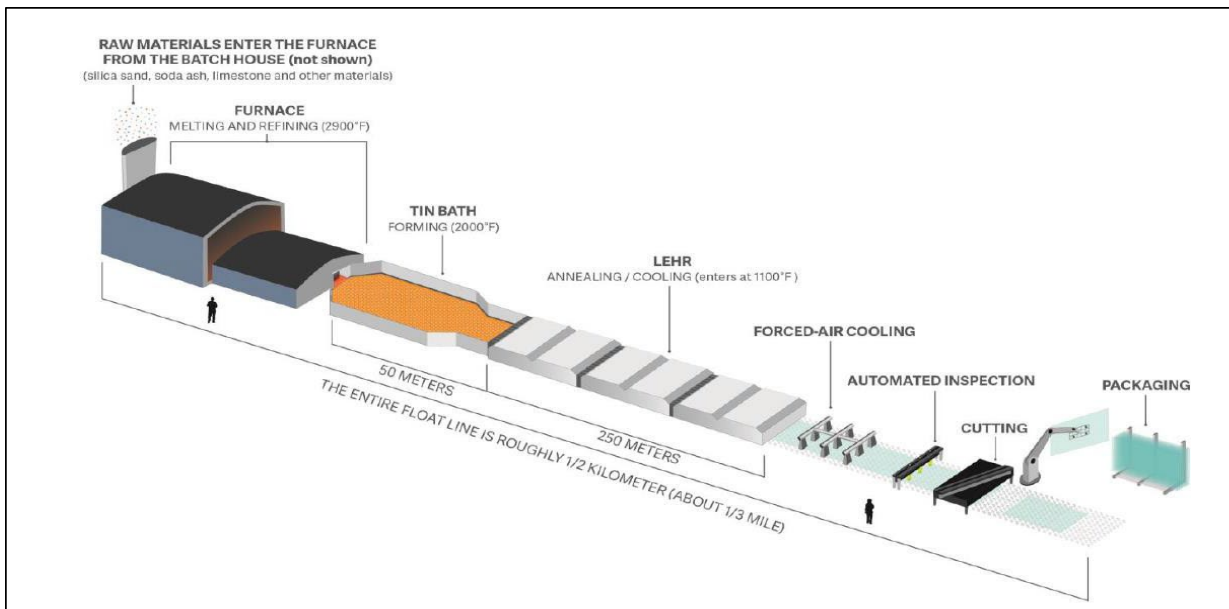 RAW MATERIALS ENTER THE FURNACE
FROM THE BATCH HOUSE (not shown)
(silica sand, soda ash, limestone and other materials)
FURNACE
MELTING AND REFINING (2900°F)
TIN BATH
FORMING (2000°F)
LEHR
ANNEALING / COOLING (enters at 1100°F )
FORCED-AIR COOLING
AUTOMATED INSPECTION
CUTTING
PACKAGING
50 METERS
250 METERS
THE ENTIRE FLOAT LINE IS ROUGHLY 1/2 KILOMETER (ABOUT 1/3 MILE)